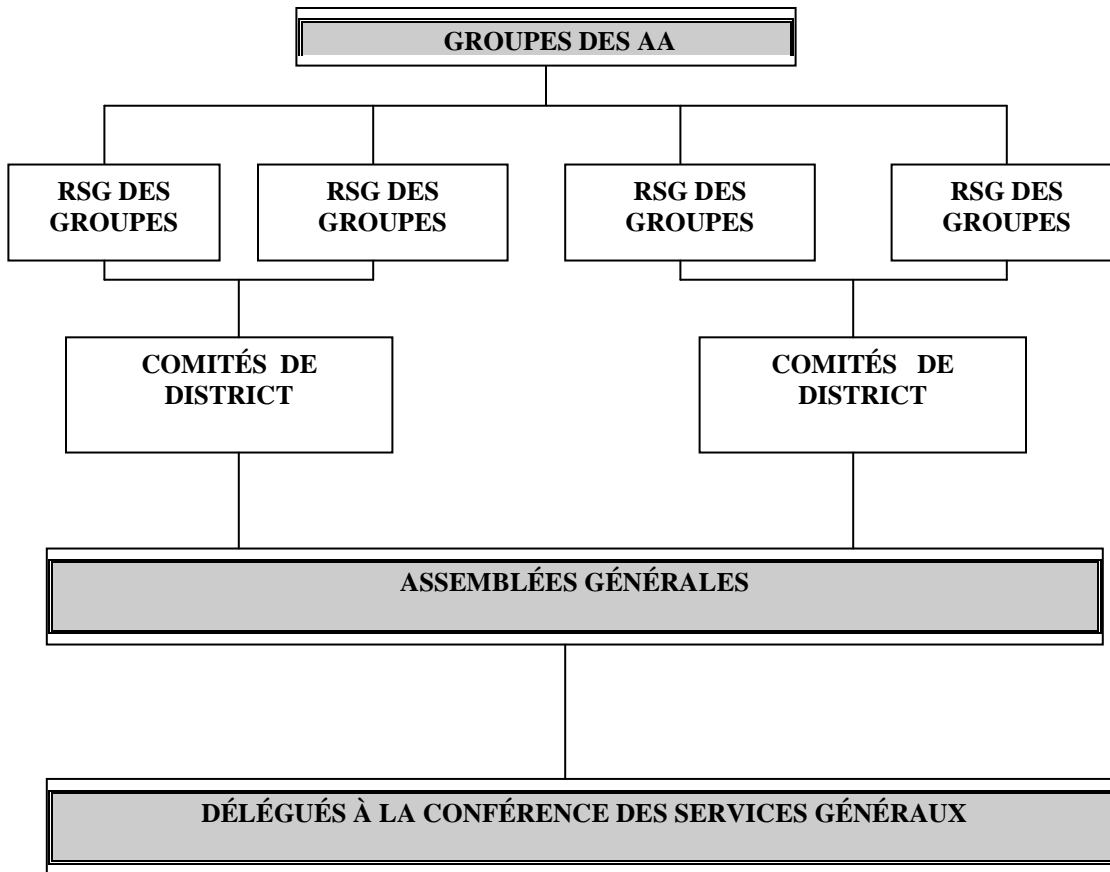 GROUPES DES AA
RSG DES
GROUPES
RSG DES
GROUPES
RSG DES
GROUPES
RSG DES
GROUPES
COMITÉS DE
DISTRICT
COMITÉS DE
DISTRICT
ASSEMBLÉES GÉNÉRALES
DÉLÉGUÉS À LA CONFÉRENCE DES SERVICES GÉNÉRAUX